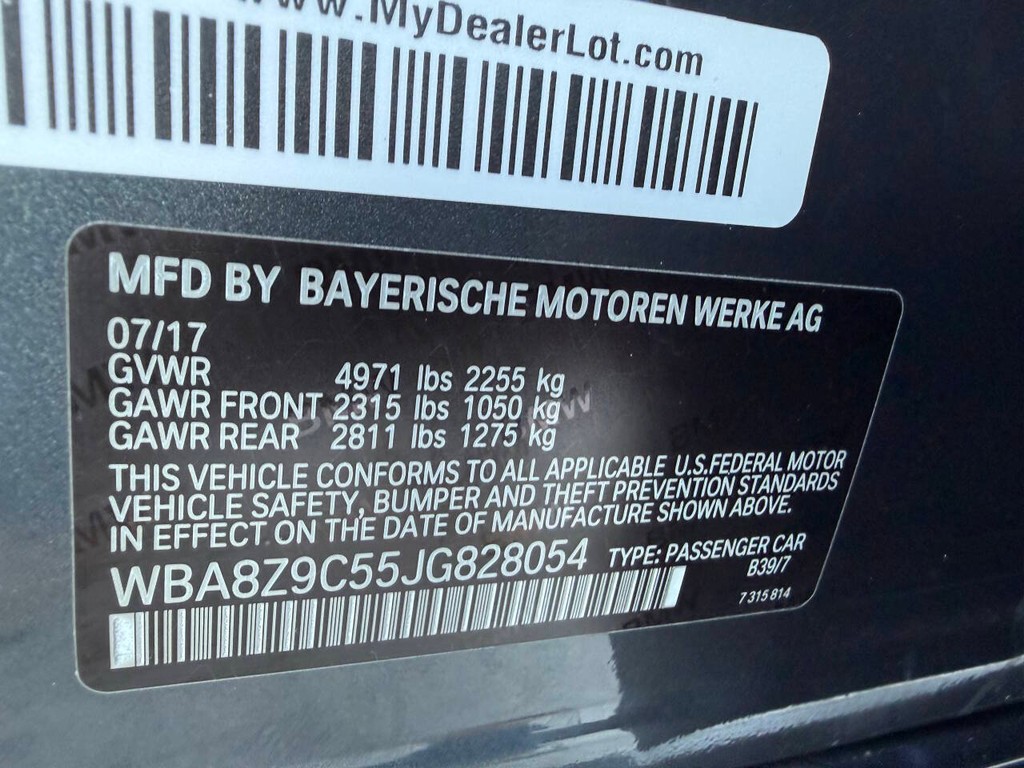 www.MyDealerLot.com
MFD BY BAYERISCHE MOTOREN WERKE AG
07/17
GVWR 4971 lbs 2255 kg
GAWR FRONT 2315 lbs 1050 kg
GAWR REAR 2811 lbs 1275 kg
THIS VEHICLE CONFORMS TO ALL APPLICABLE U.S.FEDERAL MOTOR
VEHICLE SAFETY, BUMPER AND THEFT PREVENTION STANDARDS
IN EFFECT ON THE DATE OF MANUFACTURE SHOWN ABOVE.
WBA8Z9C55JG828054 TYPE: PASSENGER CAR
B39/7
7 315 814